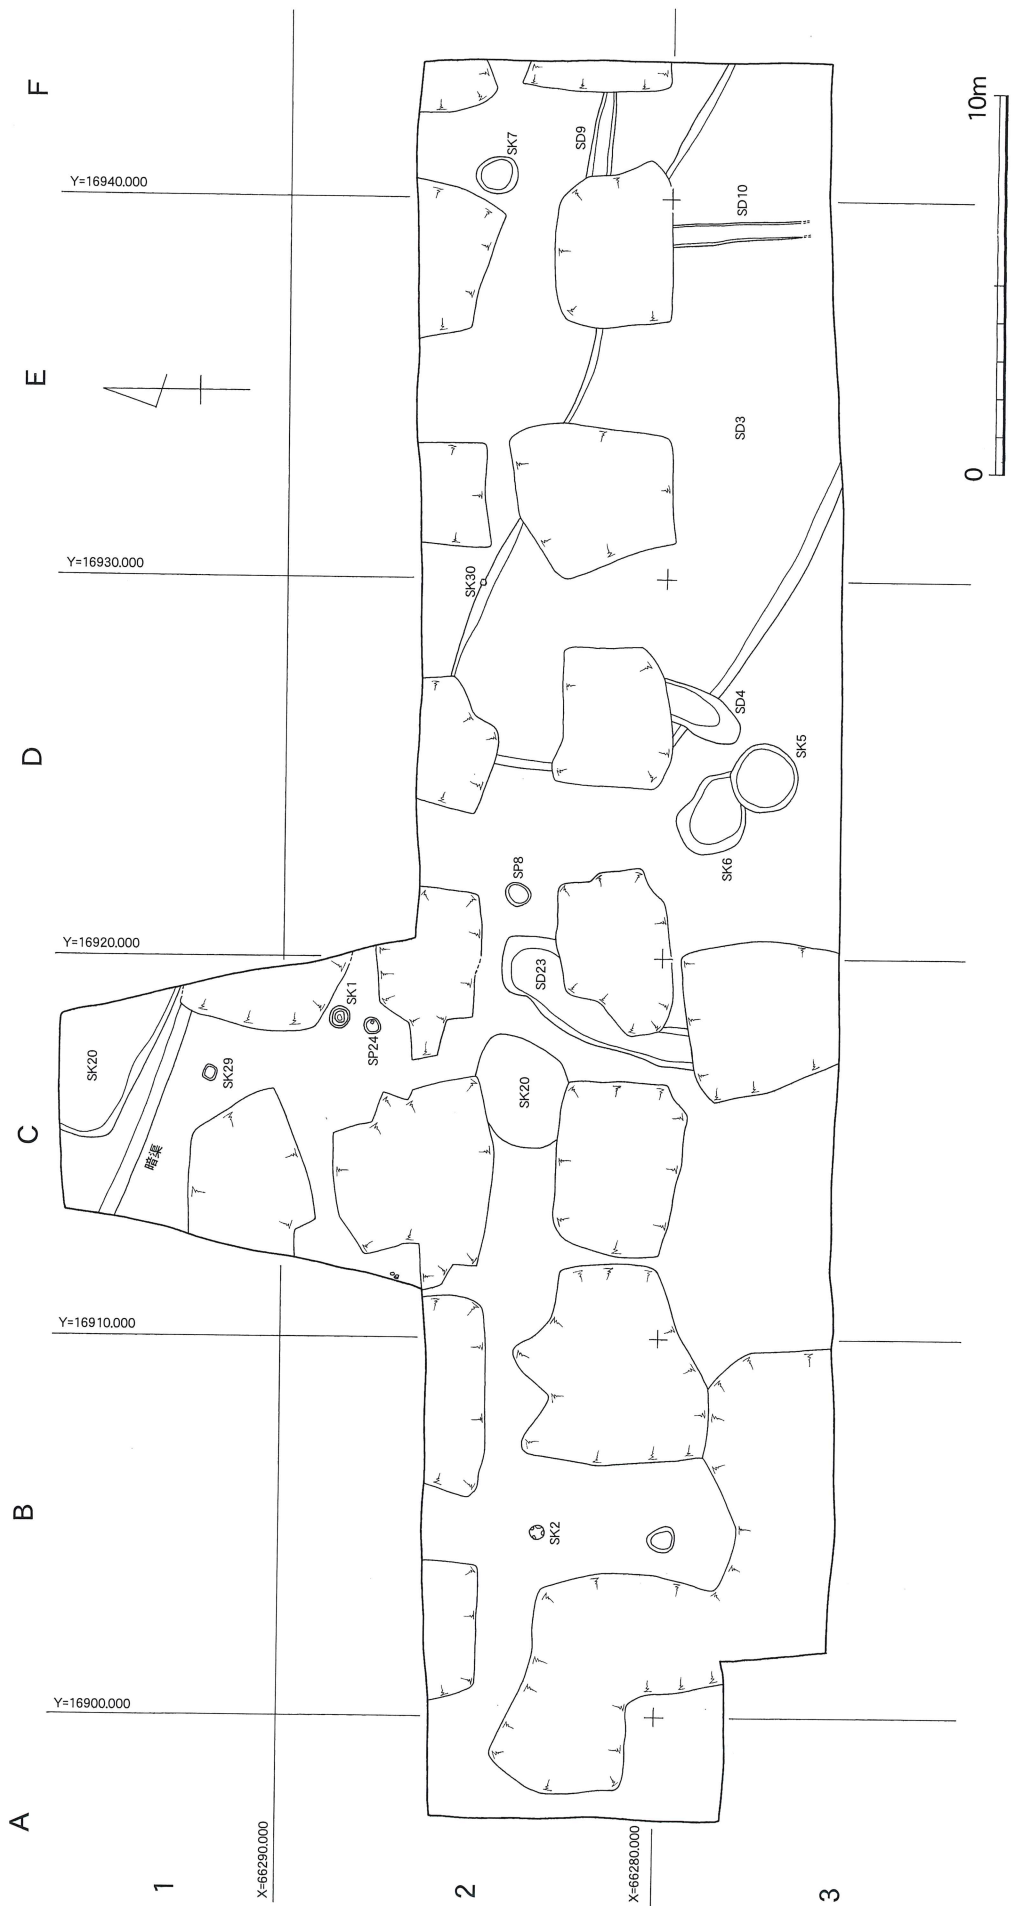 A
B
C
D
E
F
1
2
3
X=66290.000
X=66280.000
Y=16900.000
Y=16910.000
Y=16920.000
Y=16930.000
Y=16940.000
SK20
暗渠
SK29
SK1
SP24
SK20
SD23
SP8
SK2
SK6
SK5
SD4
SK30
SD3
SK7
SD9
SD10
0
10m